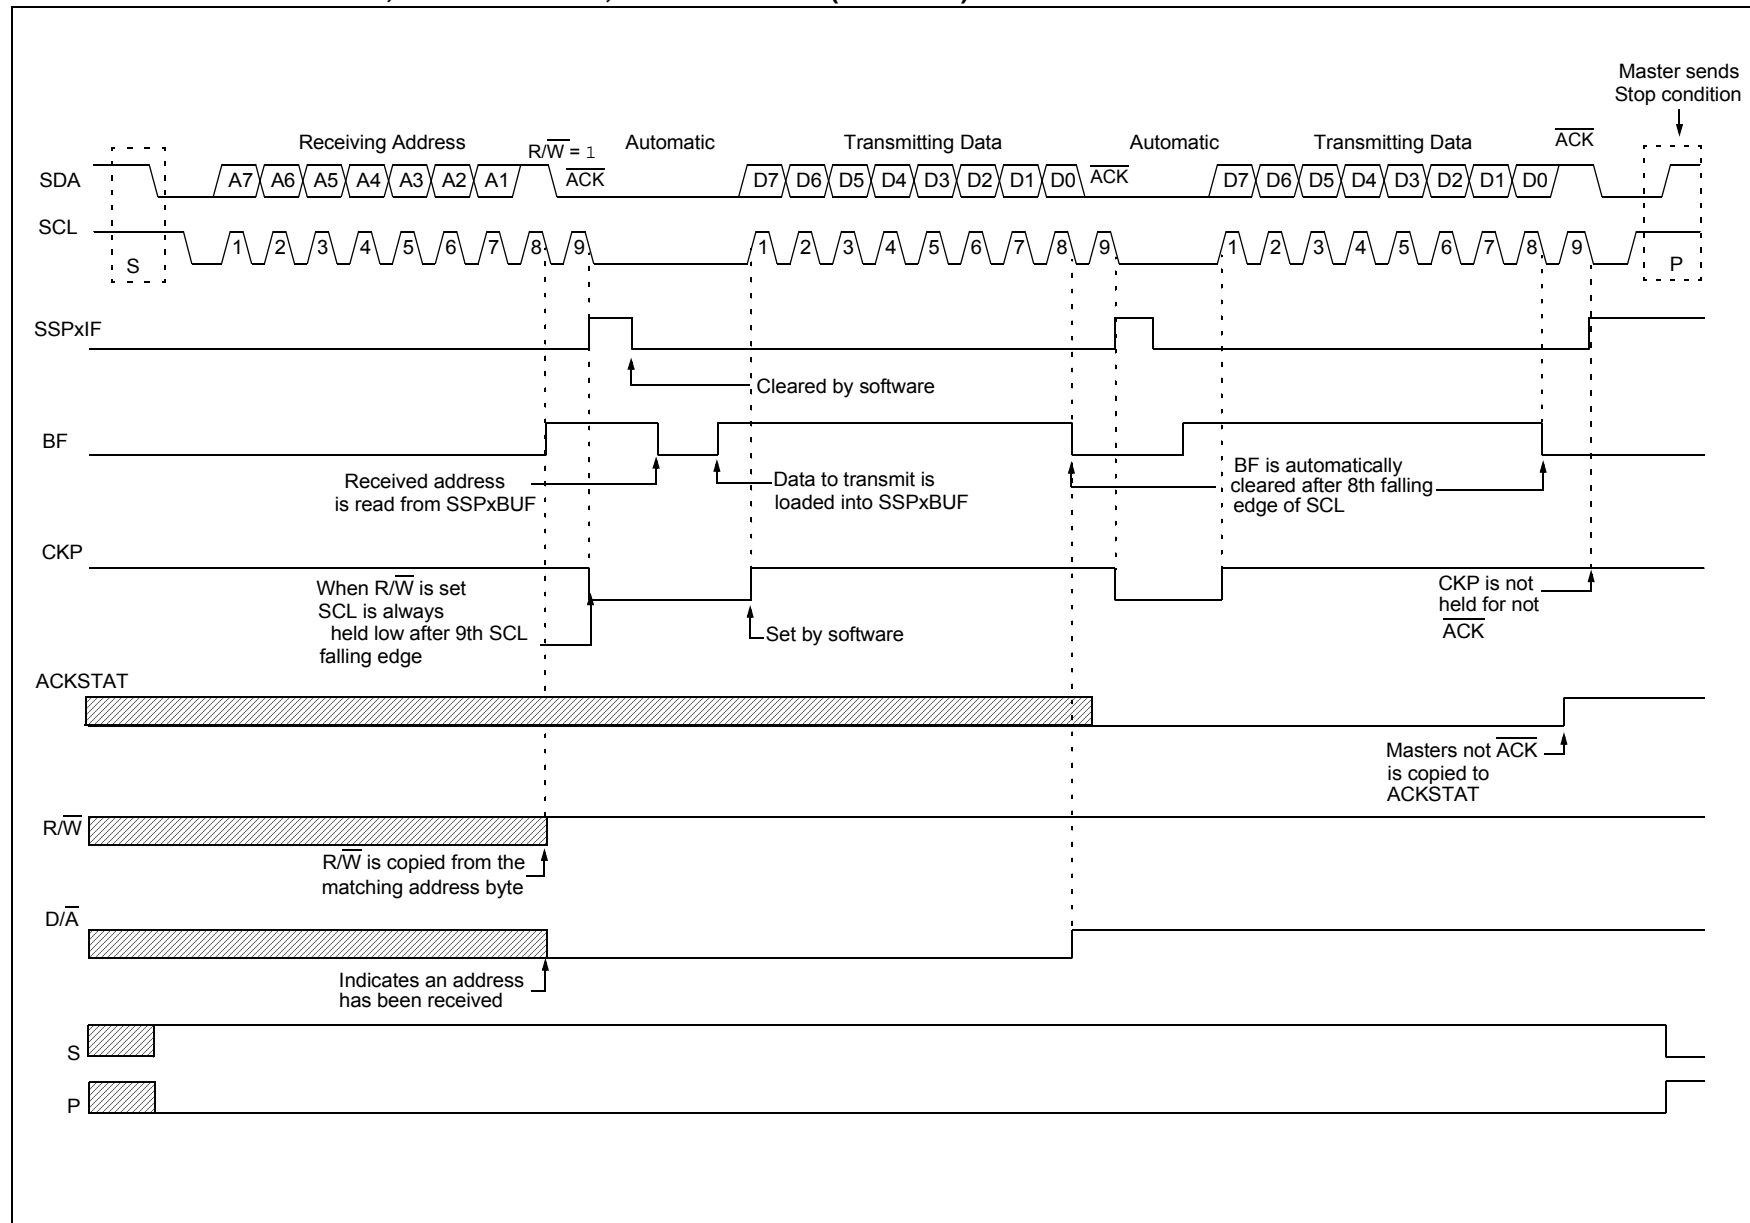 Master sends
Stop condition
Receiving Address
R/W̅ = 1
Automatic
Transmitting Data
Automatic
Transmitting Data
A̅C̅K̅
SDA
A7 A6 A5 A4 A3 A2 A1
A̅C̅K̅
D7 D6 D5 D4 D3 D2 D1 D0
A̅C̅K̅
D7 D6 D5 D4 D3 D2 D1 D0
SCL
1 2 3 4 5 6 7 8 9
1 2 3 4 5 6 7 8 9
1 2 3 4 5 6 7 8 9
S
P
SSPxIF
Cleared by software
BF
Received address
is read from SSPxBUF
Data to transmit is
loaded into SSPxBUF
BF is automatically
cleared after 8th falling
edge of SCL
CKP
When R/W̅ is set
SCL is always
held low after 9th SCL
falling edge
Set by software
CKP is not
held for not
A̅C̅K̅
ACKSTAT
Masters not A̅C̅K̅
is copied to
ACKSTAT
R/W̅
R/W̅ is copied from the
matching address byte
D/A̅
Indicates an address
has been received
S
P